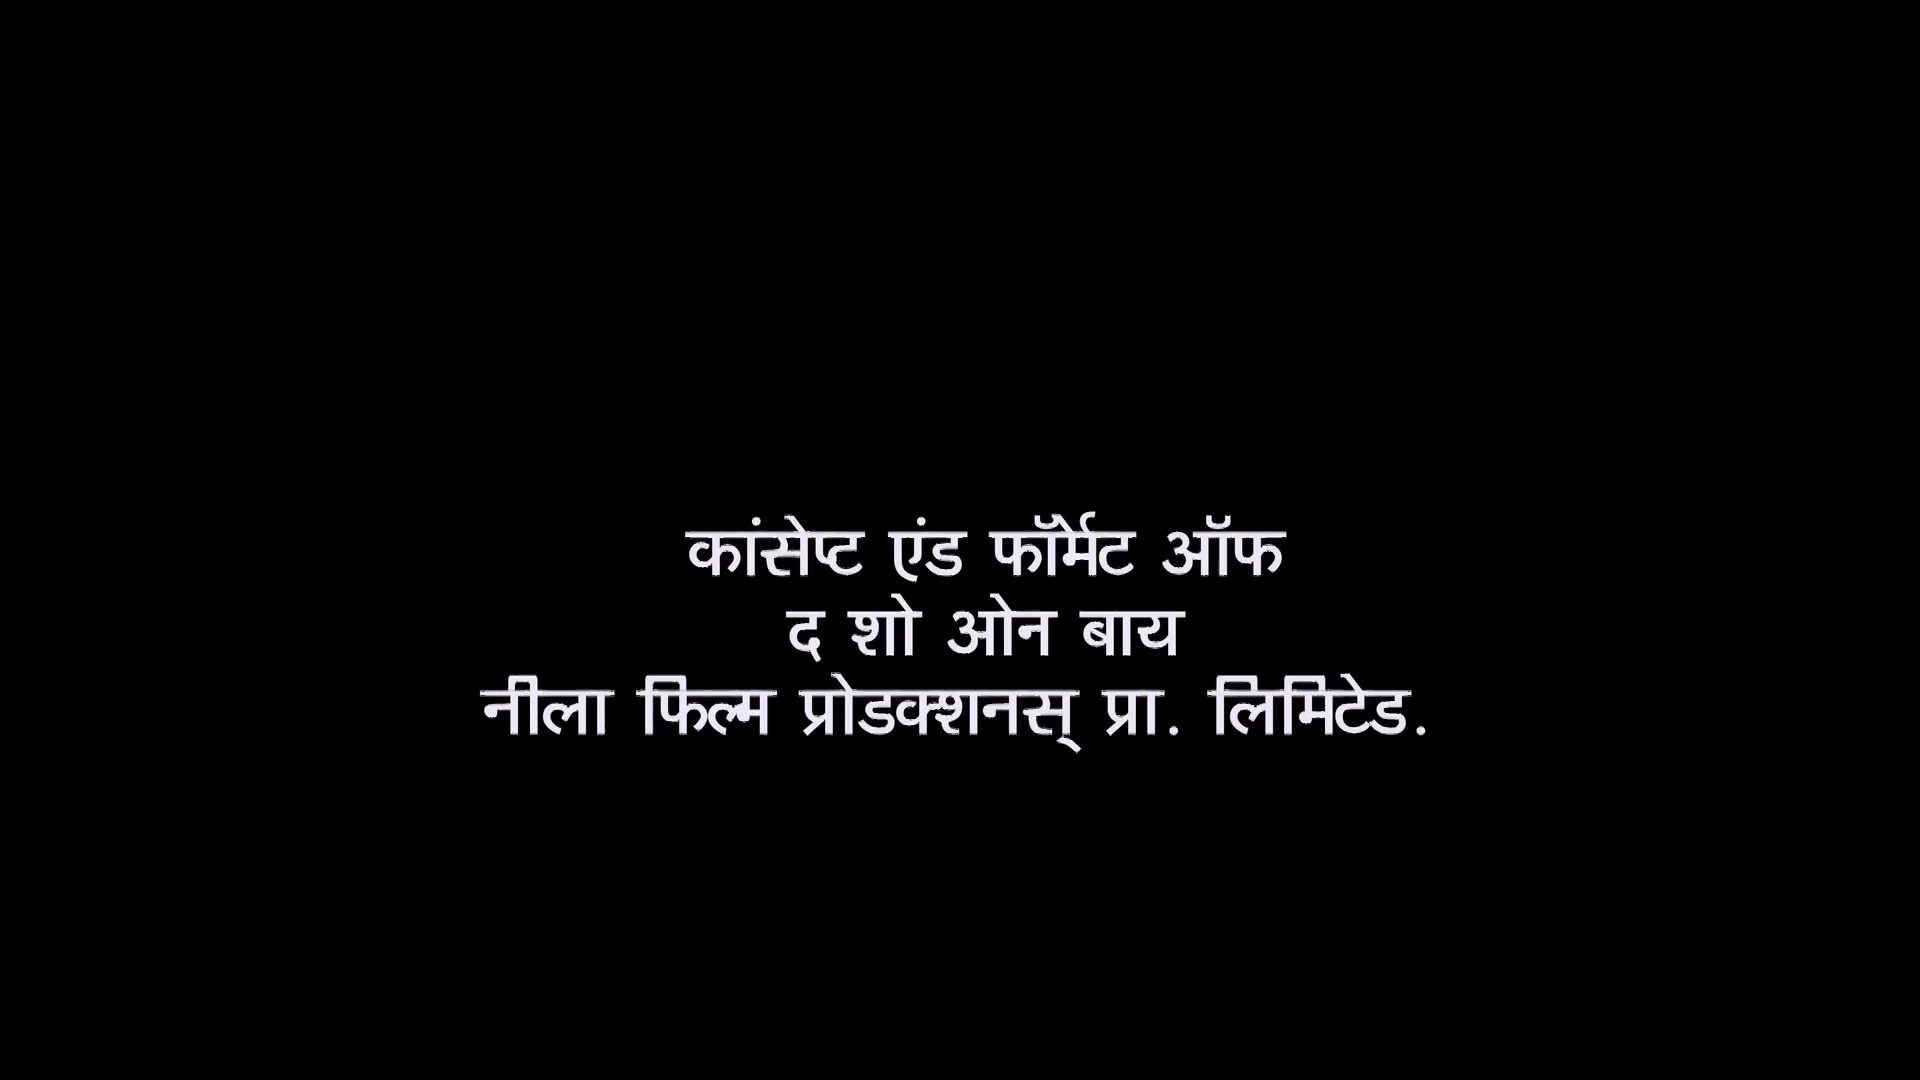 कांसेप्ट एंड फॉर्मेट ऑफ
द शो ओन बाय
नीला फिल्म प्रोडक्शनस् प्रा. लिमिटेड.